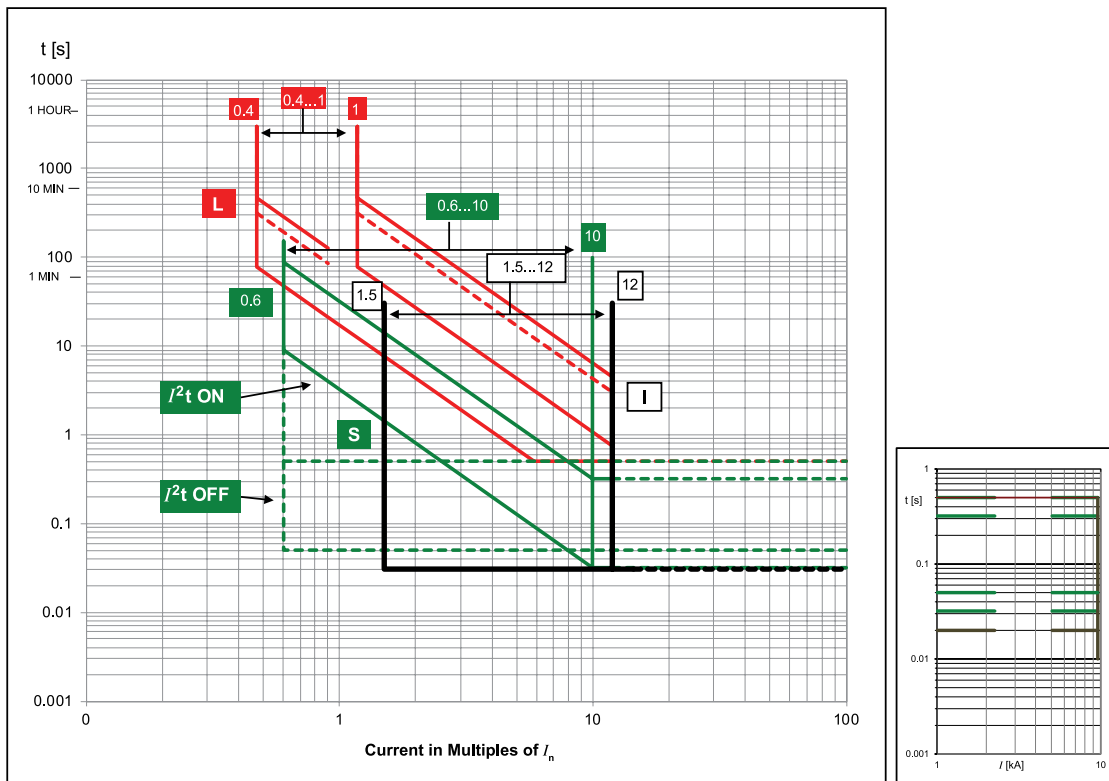 t [s]
10000
1 HOUR
1000
10 MIN
100
1 MIN
10
1
0.1
0.01
0.001
0.4
0.4...1
1
L
0.6...10
10
1.5...12
12
1.5
0.6
I²t ON
S
I
I²t OFF
0
1
10
100
Current in Multiples of Iₙ
1
t [s]
0.1
0.01
0.001
1
I [kA]
10